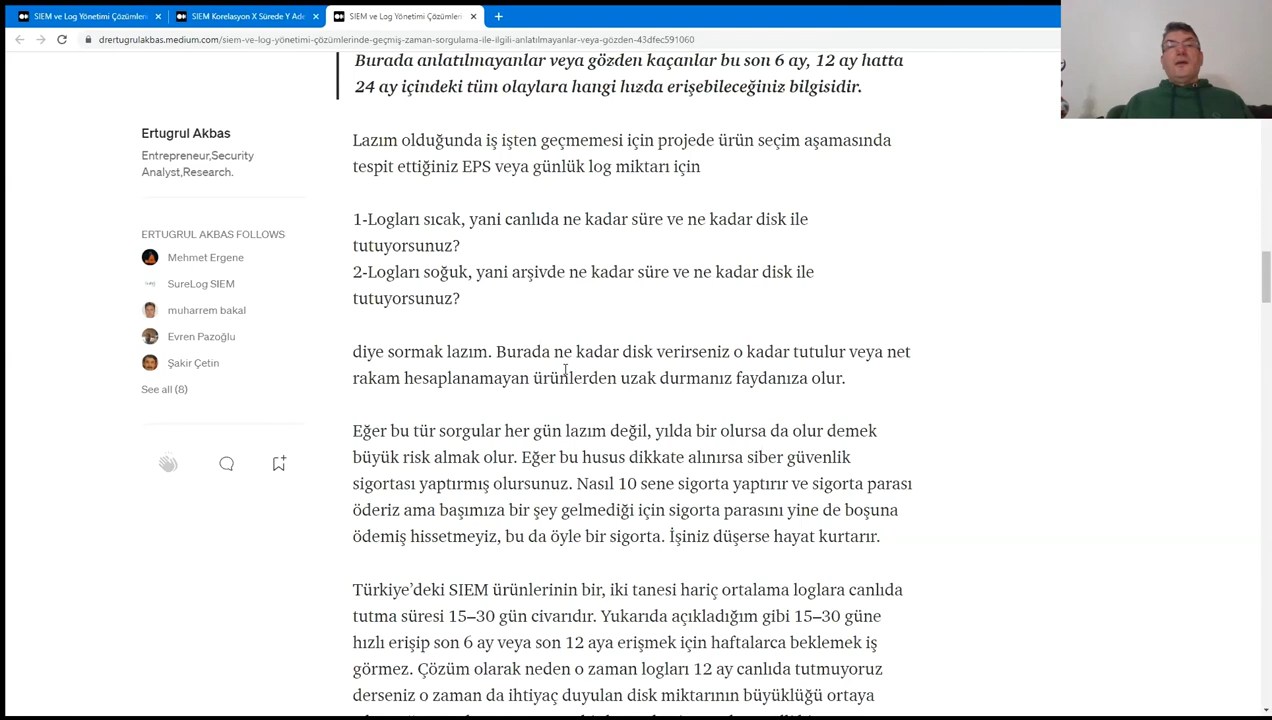 SIEM ve Log Yönetimi Çözümleri
SIEM Korelasyon X Sürede Y Ade
SIEM ve Log Yönetimi Çözümleri
drertugrulakbas.medium.com/siem-ve-log-yönetimi-çözümlerinde-geçmiş-zaman-sorgulama-ile-ilgili-anlatılmayanlar-veya-gözden-43dfec591060
Burada anlatılmayanlar veya gözden kaçanlar bu son 6 ay, 12 ay hatta
24 ay içindeki tüm olaylara hangi hızda erişebileceğiniz bilgisidir.
Ertugrul Akbas
Entrepreneur,Security
Analyst,Research.
ERTUGRUL AKBAS FOLLOWS
Mehmet Ergene
SureLog SIEM
muharrem bakal
Evren Pazoğlu
Şakir Çetin
See all (8)
Lazım olduğunda iş işten geçmemesi için projede ürün seçim aşamasında
tespit ettiğiniz EPS veya günlük log miktarı için
1-Logları sıcak, yani canlıda ne kadar süre ve ne kadar disk ile
tutuyorsunuz?
2-Logları soğuk, yani arşivde ne kadar süre ve ne kadar disk ile
tutuyorsunuz?
diye sormak lazım. Burada ne kadar disk verirseniz o kadar tutulur veya net
rakam hesaplanamayan ürünlerden uzak durmanız faydanıza olur.
Eğer bu tür sorgular her gün lazım değil, yılda bir olursa da olur demek
büyük risk almak olur. Eğer bu husus dikkate alınırsa siber güvenlik
sigortası yaptırmış olursunuz. Nasıl 10 sene sigorta yaptırır ve sigorta parası
öderiz ama başımıza bir şey gelmediği için sigorta parasını yine de boşuna
ödemiş hissetmeyiz, bu da öyle bir sigorta. İşiniz düşerse hayat kurtarır.
Türkiye’deki SIEM ürünlerinin bir, iki tanesi hariç ortalama loglara canlıda
tutma süresi 15–30 gün civarıdır. Yukarıda açıkladığım gibi 15–30 güne
hızlı erişip son 6 ay veya son 12 aya erişmek için haftalarca beklemek iş
görmez. Çözüm olarak neden o zaman logları 12 ay canlıda tutmuyoruz
derseniz o zaman da ihtiyaç duyulan disk miktarının büyüklüğü ortaya